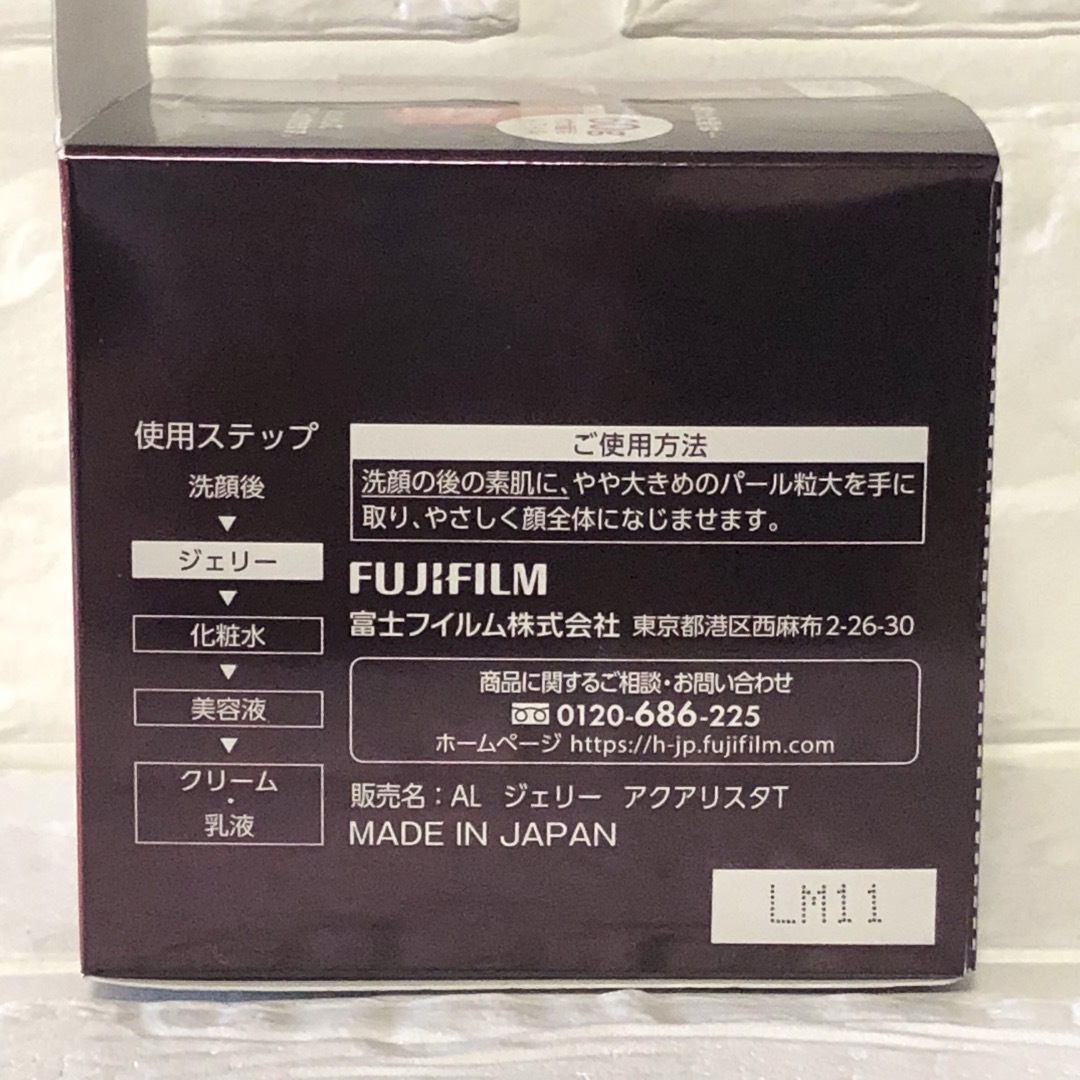 60g
使用ステップ
洗顔後
▼
ジェリー
▼
化粧水
▼
美容液
▼
クリーム
・
乳液
ご使用方法
洗顔の後の素肌に、やや大きめのパール粒大を手に
取り、やさしく顔全体になじませます。
FUJIFILM
富士フイルム株式会社 東京都港区西麻布2-26-30
商品に関するご相談・お問い合わせ
0120-686-225
ホームページ https://h-jp.fujifilm.com
販売名：AL ジェリー アクアリスタT
MADE IN JAPAN
LM11